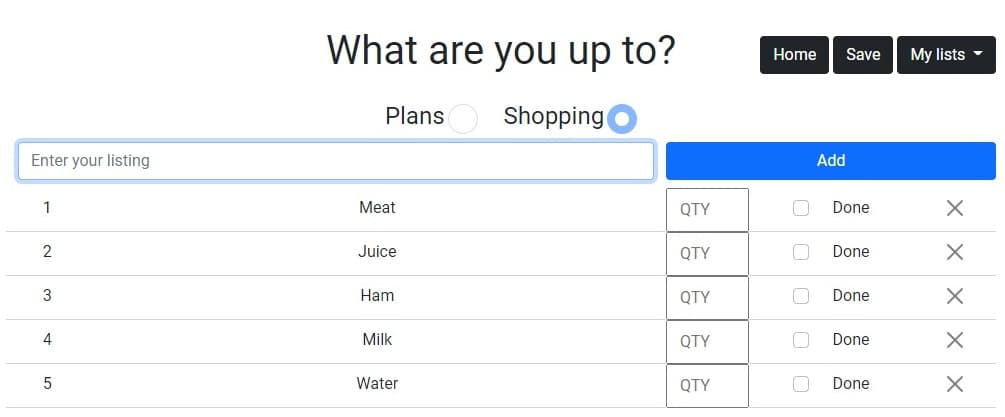 What are you up to?
Home Save My lists
Plans Shopping
Enter your listing Add
1 Meat QTY Done
2 Juice QTY Done
3 Ham QTY Done
4 Milk QTY Done
5 Water QTY Done